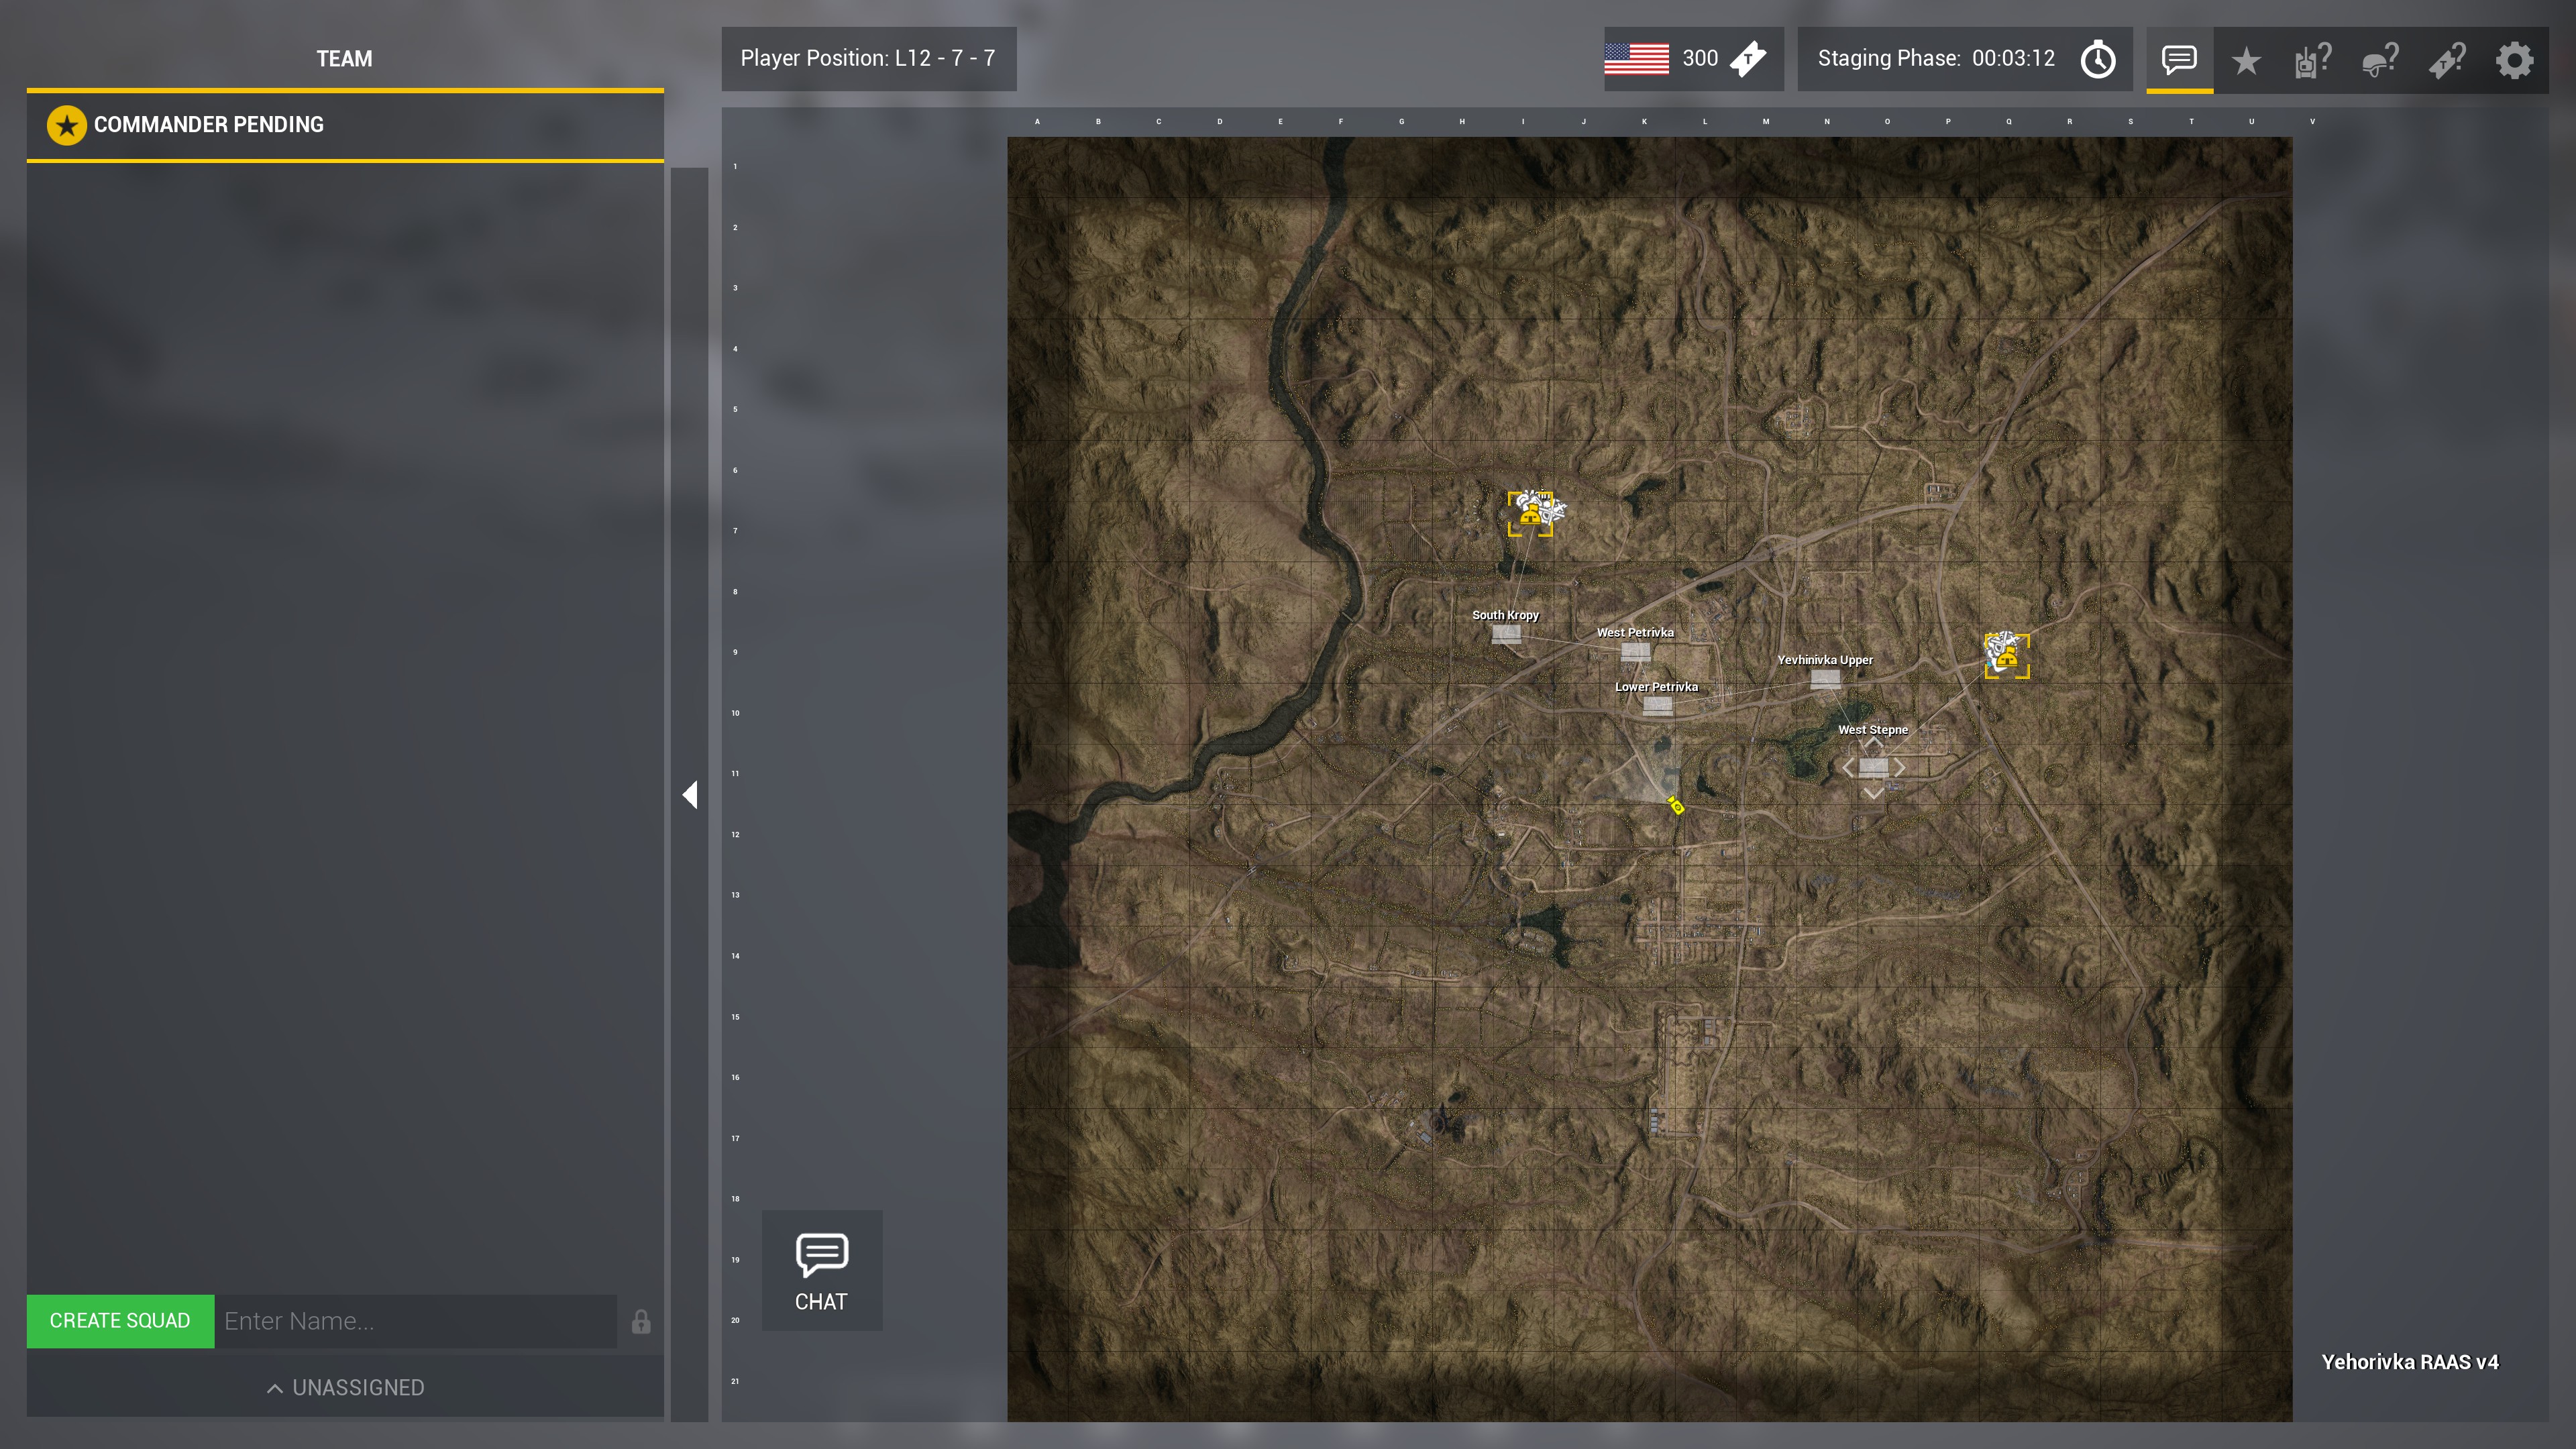 TEAM
Player Position: L12 - 7 - 7
300
T
Staging Phase: 00:03:12
COMMANDER PENDING
A B C D E F G H I J K L M N O P Q R S T U V
1
2
3
4
5
6
7
8
9
10
11
12
13
14
15
16
17
18
19
20
21
South Kropy
West Petrivka
Yevhinivka Upper
Lower Petrivka
West Stepne
CHAT
CREATE SQUAD Enter Name...
UNASSIGNED
Yehorivka RAAS v4